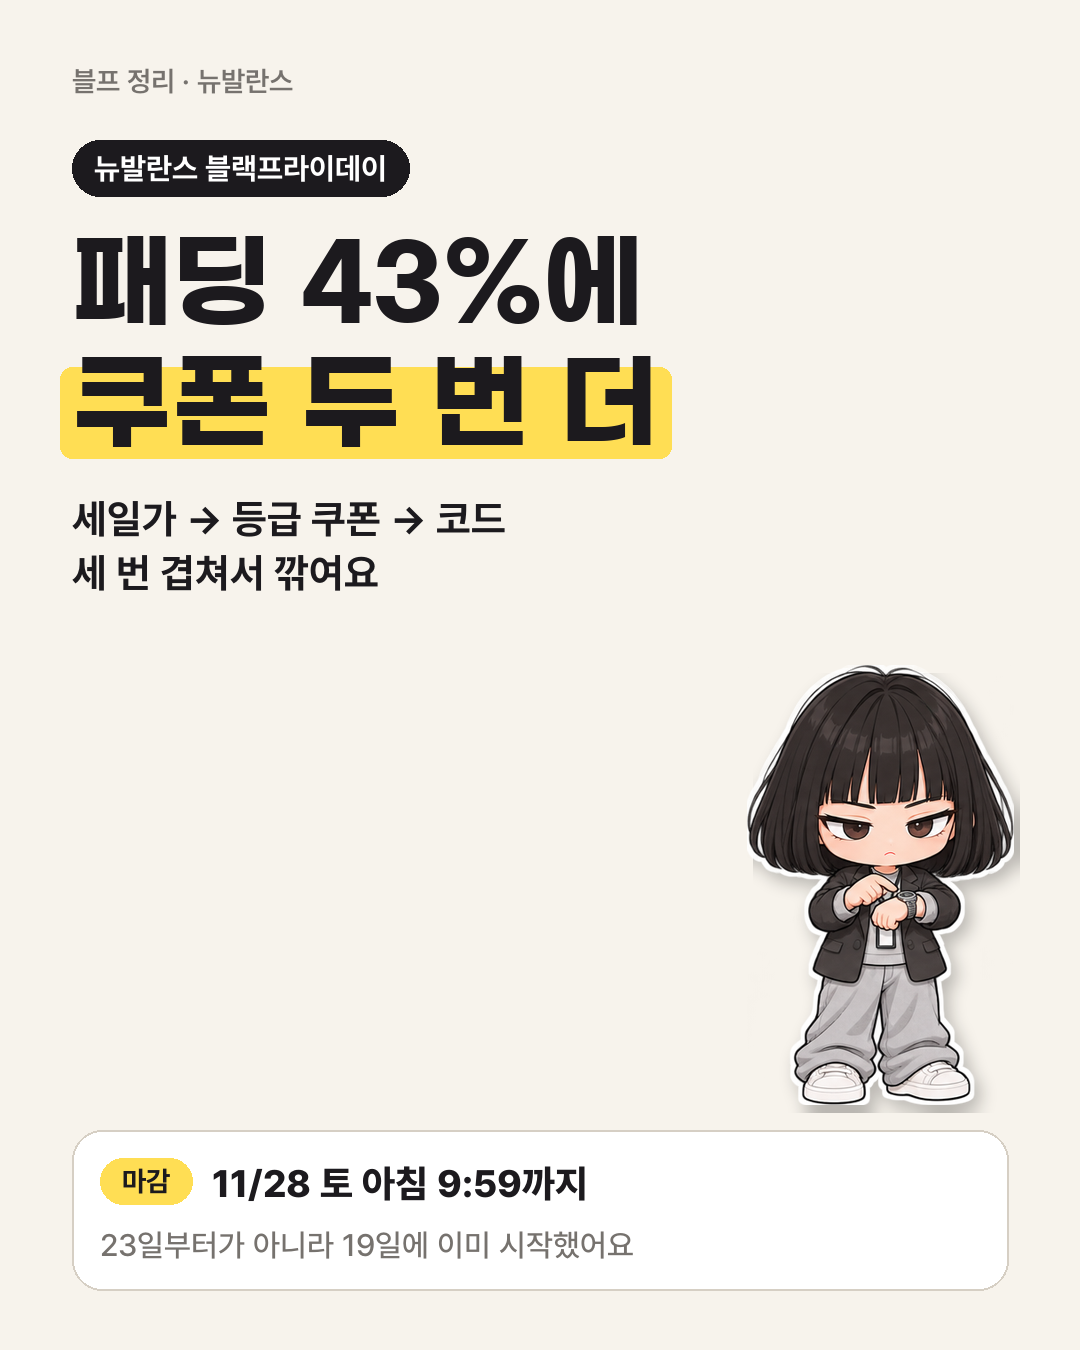 블프 정리 · 뉴발란스
뉴발란스 블랙프라이데이
패딩 43%에
쿠폰 두 번 더
세일가 → 등급 쿠폰 → 코드
세 번 겹쳐서 깎여요
마감 11/28 토 아침 9:59까지
23일부터가 아니라 19일에 이미 시작했어요